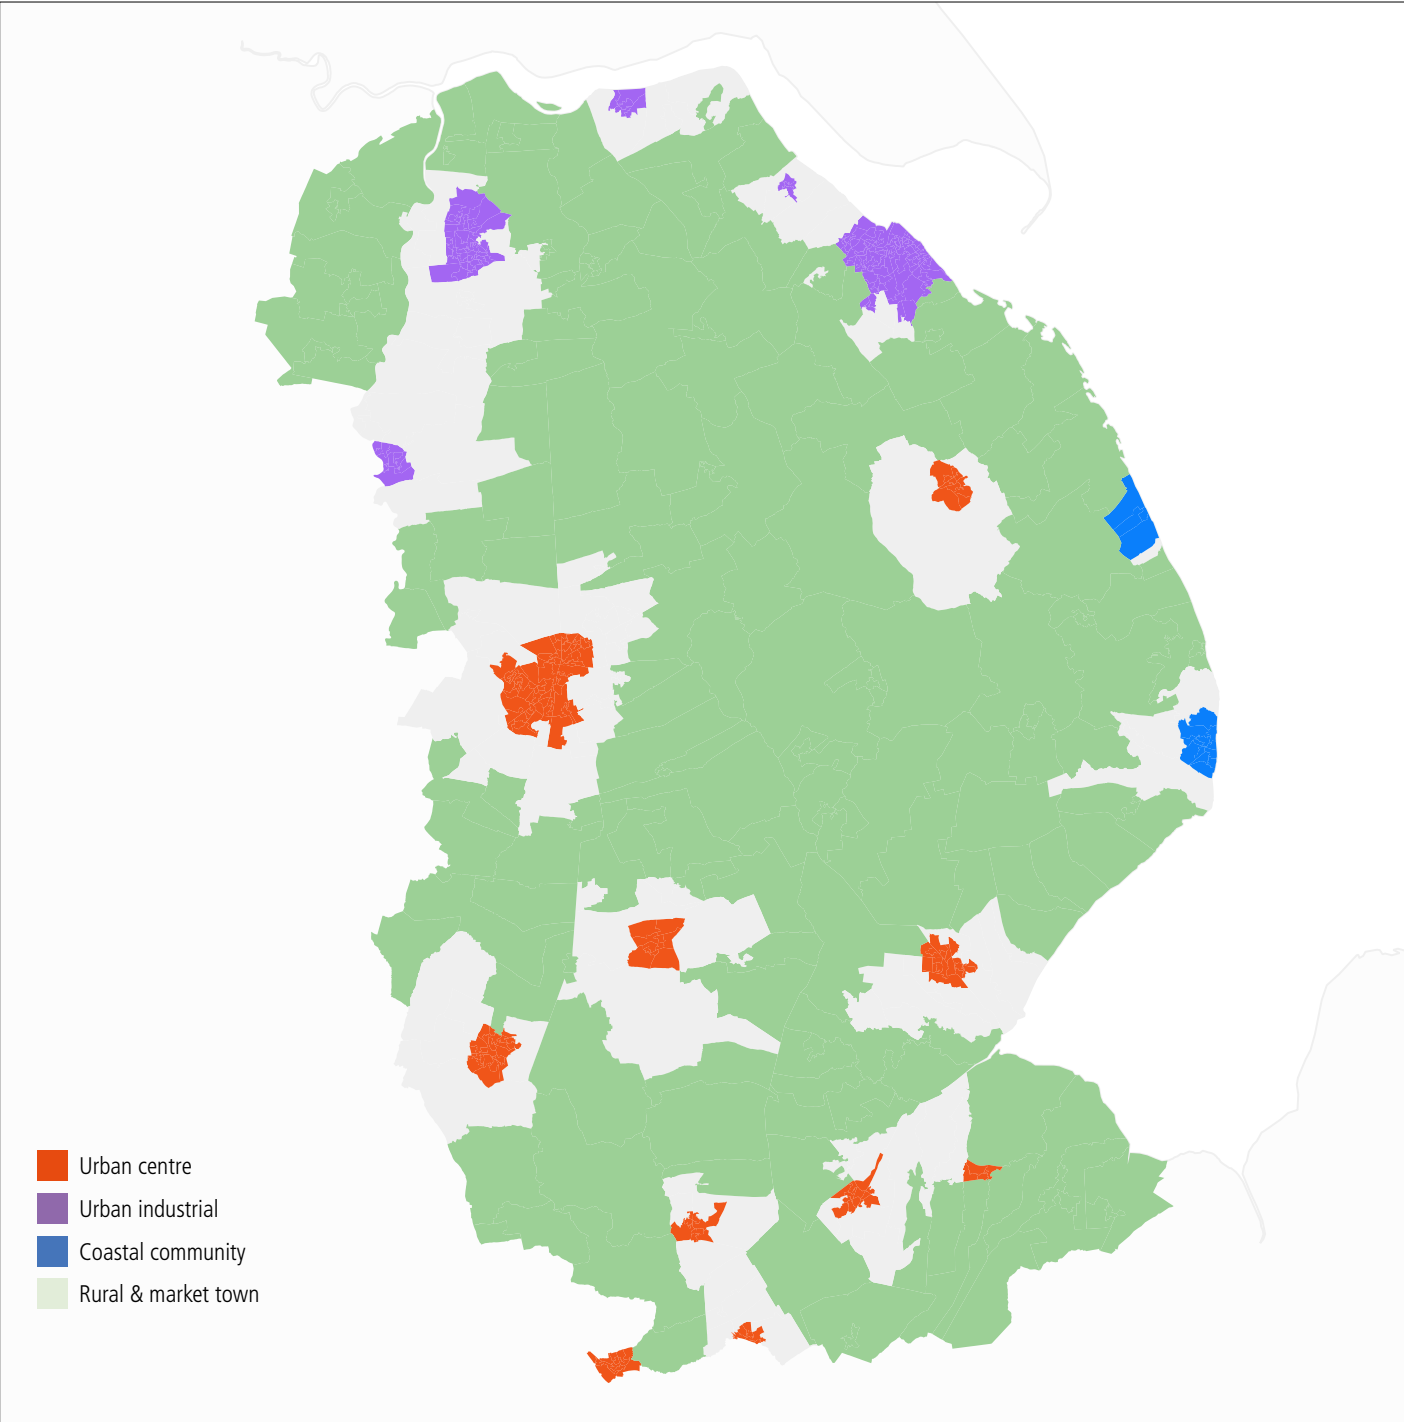 Urban centre
Urban industrial
Coastal community
Rural & market town